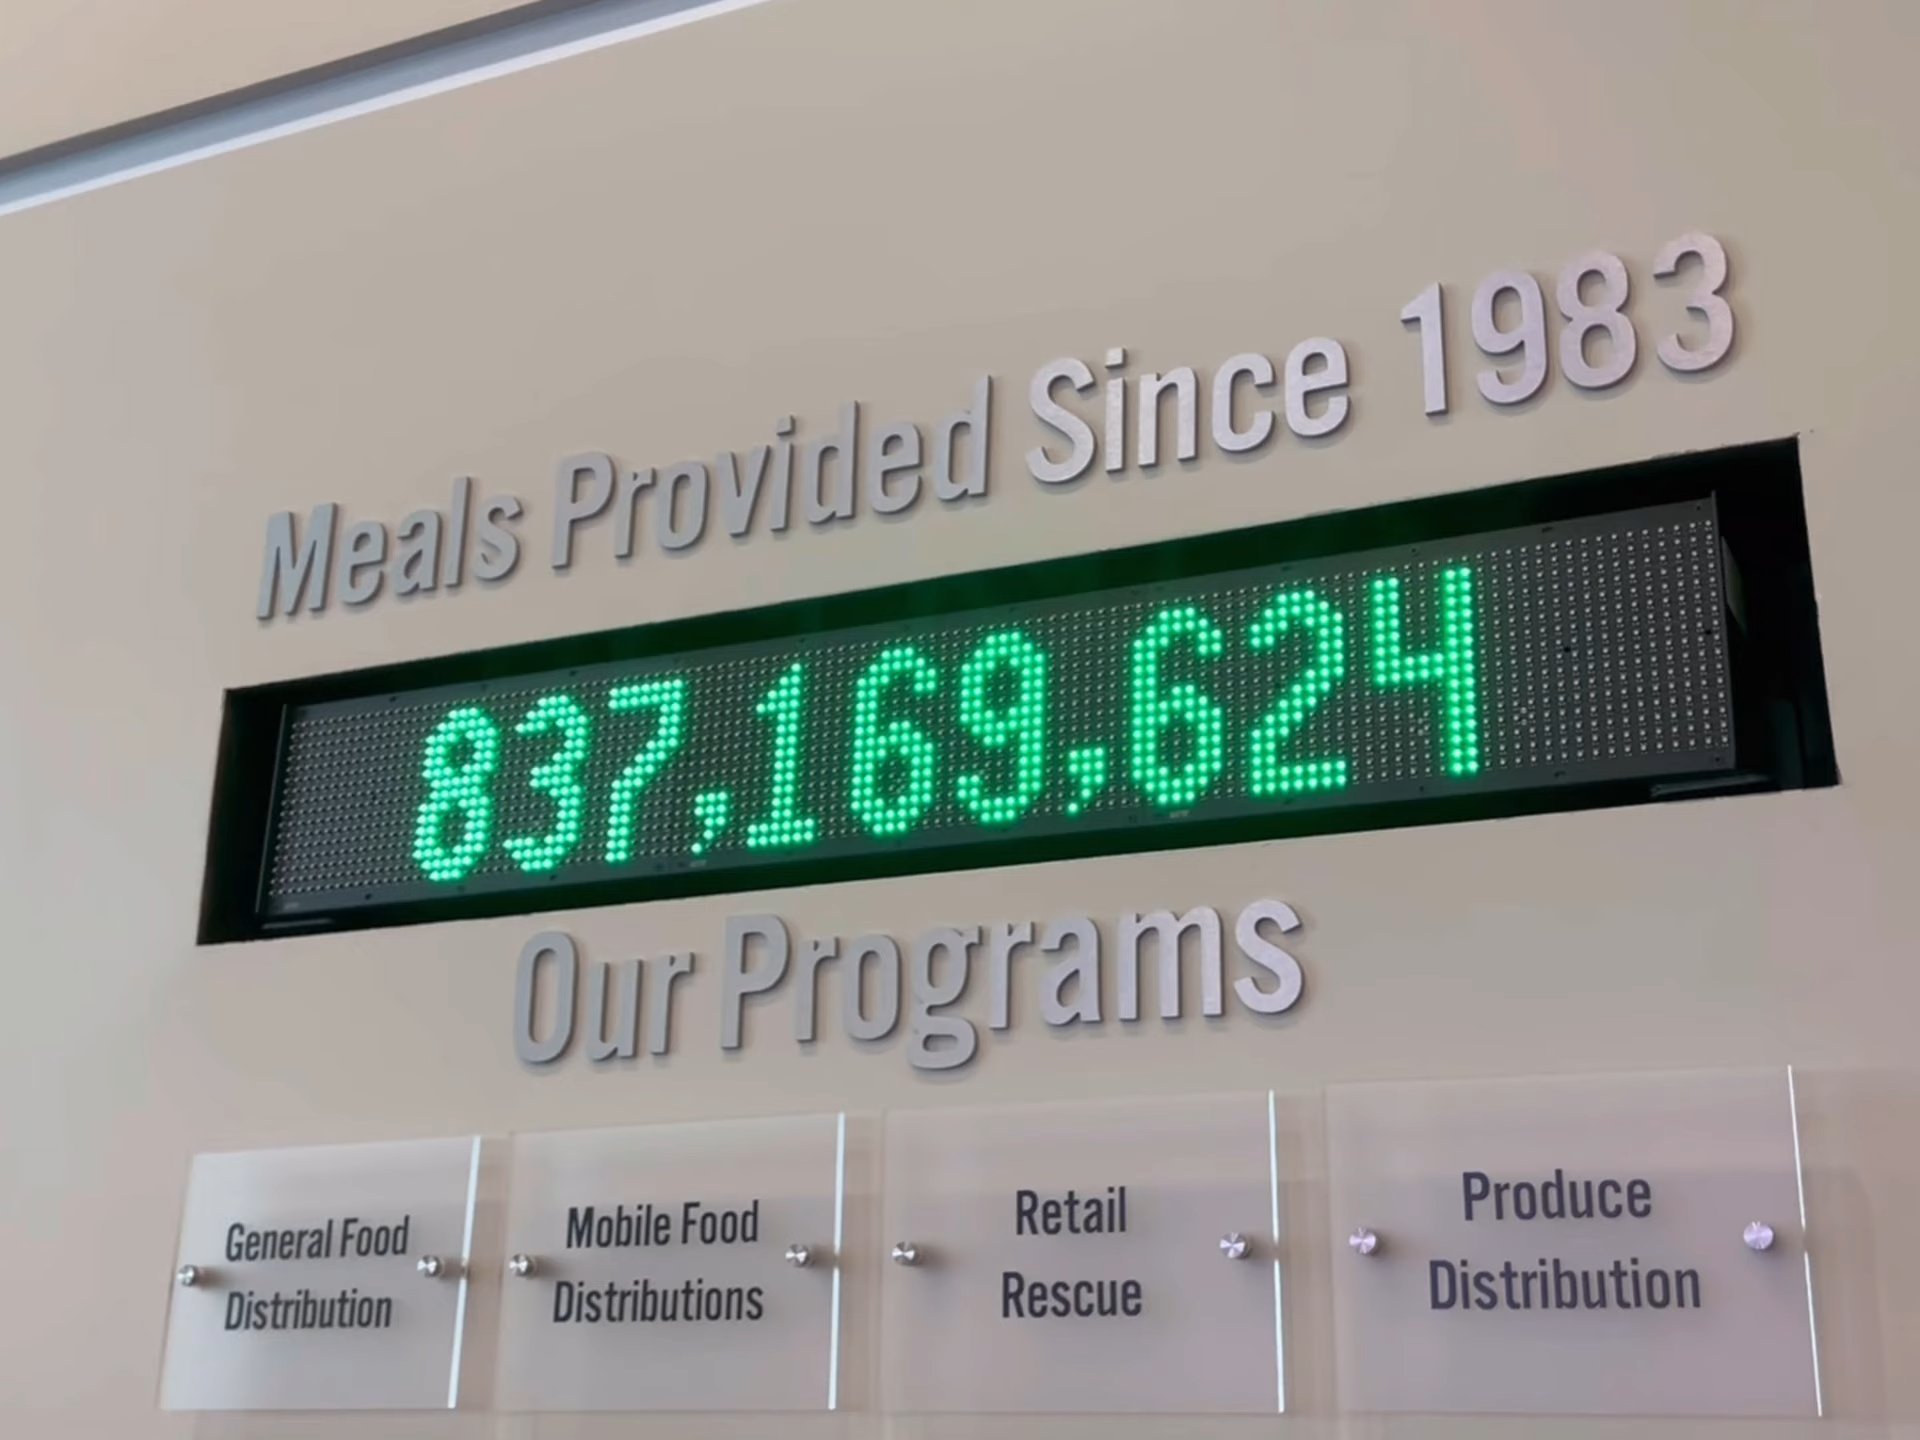 Meals Provided Since 1983
837,169,624
Our Programs
General Food
Distribution
Mobile Food
Distributions
Retail
Rescue
Produce
Distribution